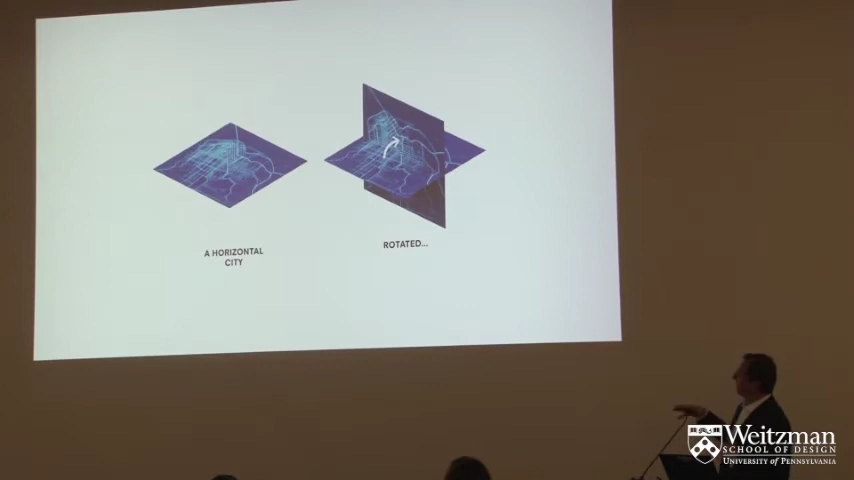 A HORIZONTAL
CITY
ROTATED...
Weitzman
SCHOOL OF DESIGN
UNIVERSITY of PENNSYLVANIA